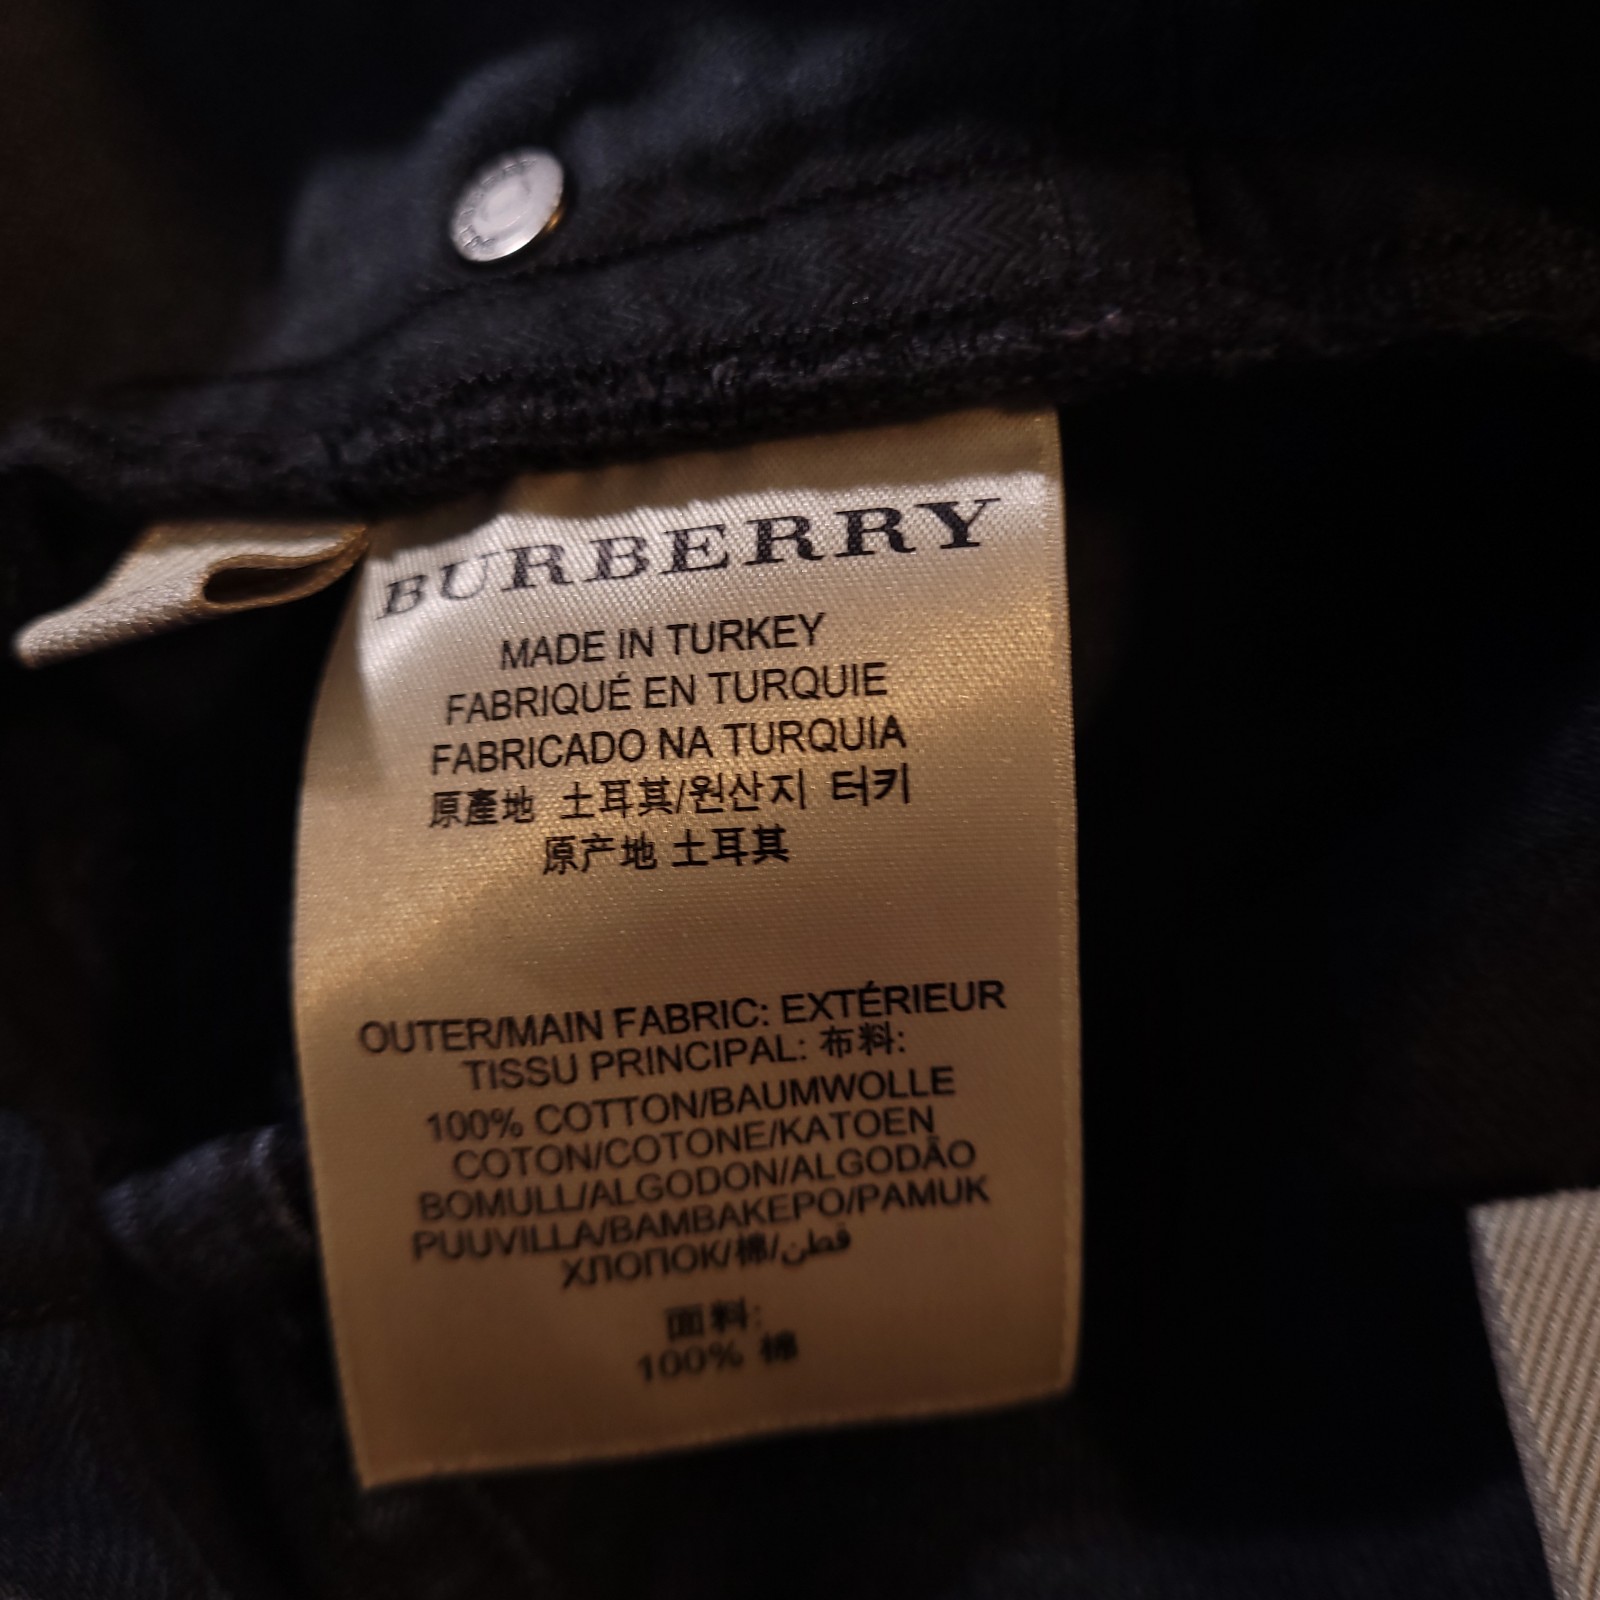 BURBERRY
MADE IN TURKEY
FABRIQUÉ EN TURQUIE
FABRICADO NA TURQUIA
原產地 土耳其/원산지 터키
原产地 土耳其
OUTER/MAIN FABRIC: EXTÉRIEUR
TISSU PRINCIPAL: 布料:
100% COTTON/BAUMWOLLE
COTON/COTONE/KATOEN
BOMULL/ALGODON/ALGODÃO
PUUVILLA/ΒΑΜΒΑΚΕΡΟ/PAMUK
ХЛОПОК/棉/قطن
面料:
100% 棉